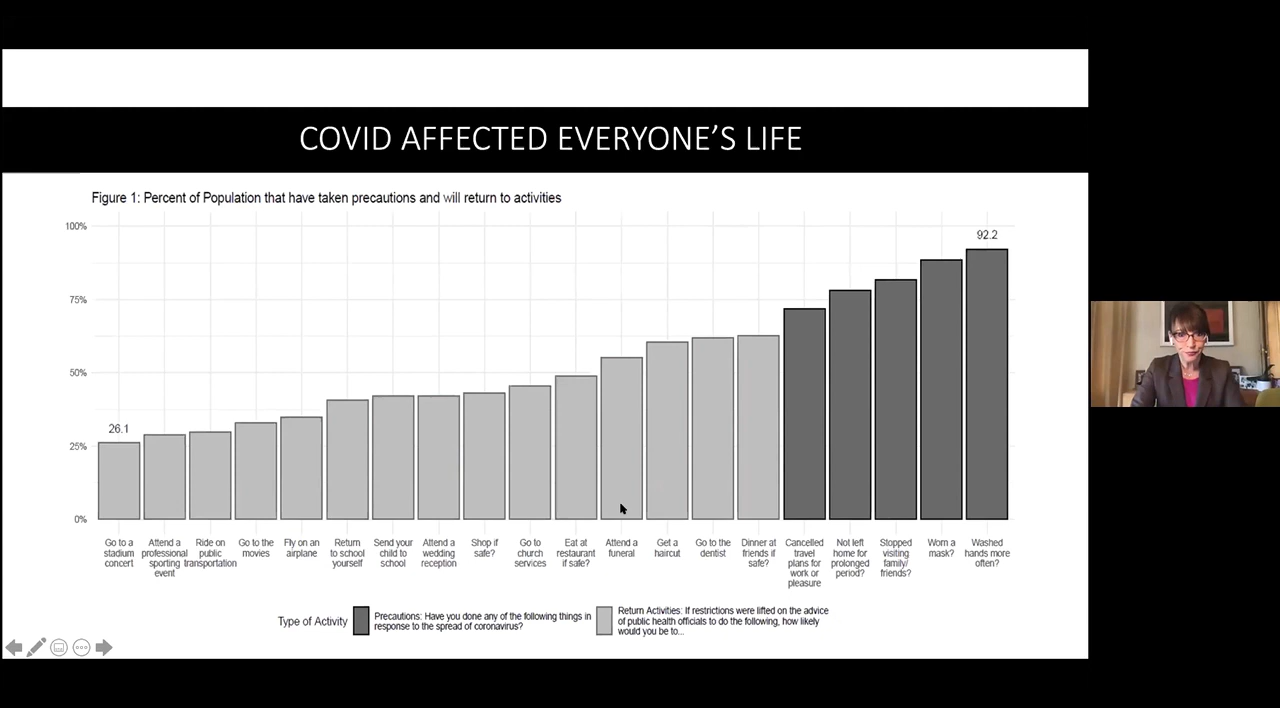 COVID AFFECTED EVERYONE'S LIFE
Figure 1: Percent of Population that have taken precautions and will return to activities
100%
75%
50%
25%
0%
26.1
92.2
Go to a
stadium
concert
Attend a
professional
sporting
event
Ride on
public
transportation
Go to the
movies
Fly on an
airplane
Return
to school
yourself
Send your
child to
school
Attend a
wedding
reception
Shop if
safe?
Go to
church
services
Eat at
restaurant
if safe?
Attend a
funeral
Get a
haircut
Go to the
dentist
Dinner at
friends if
safe?
Cancelled
travel
plans for
work or
pleasure
Not left
home for
prolonged
period?
Stopped
visiting
family/
friends?
Worn a
mask?
Washed
hands more
often?
Type of Activity
Precautions: Have you done any of the following things in
response to the spread of coronavirus?
Return Activities: If restrictions were lifted on the advice
of public health officials to do the following, how likely
would you be to...